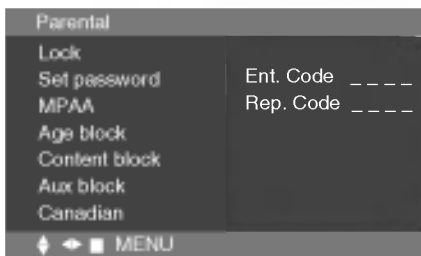 Parental
Lock
Set password
MPAA
Age block
Content block
Aux block
Canadian
Ent. Code _ _ _ _
Rep. Code _ _ _ _
MENU